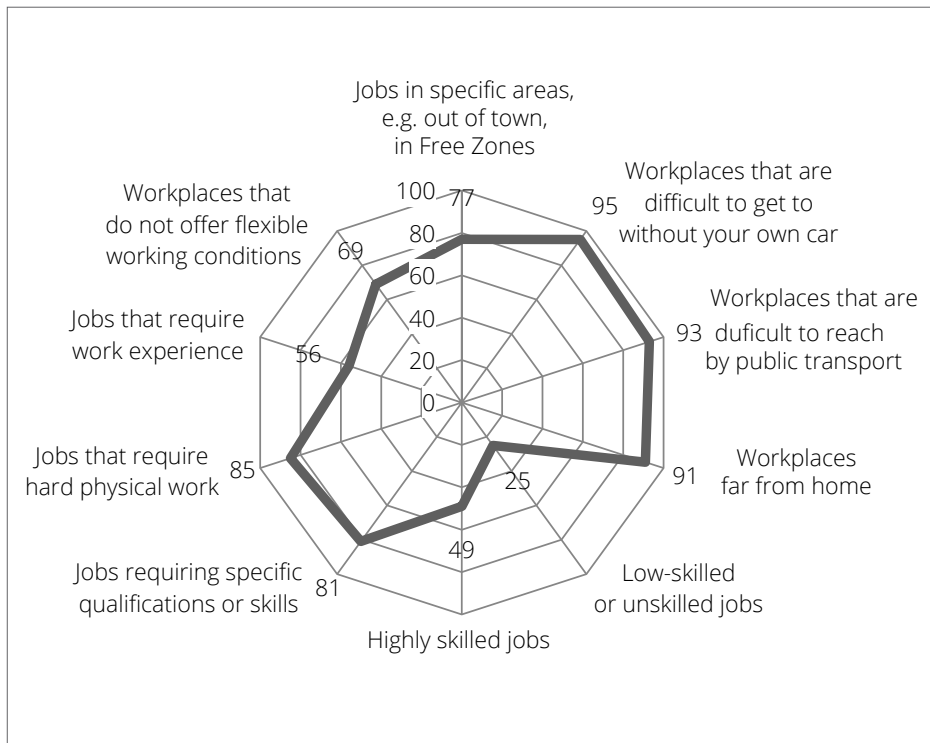 Jobs in specific areas,
e.g. out of town,
in Free Zones
77
Workplaces that are
difficult to get to
without your own car
95
Workplaces that are
duficult to reach
by public transport
93
Workplaces
far from home
91
Low-skilled
or unskilled jobs
25
Highly skilled jobs
49
Jobs requiring specific
qualifications or skills
81
Jobs that require
hard physical work
85
Jobs that require
work experience
56
Workplaces that
do not offer flexible
working conditions
69
100
80
60
40
20
0